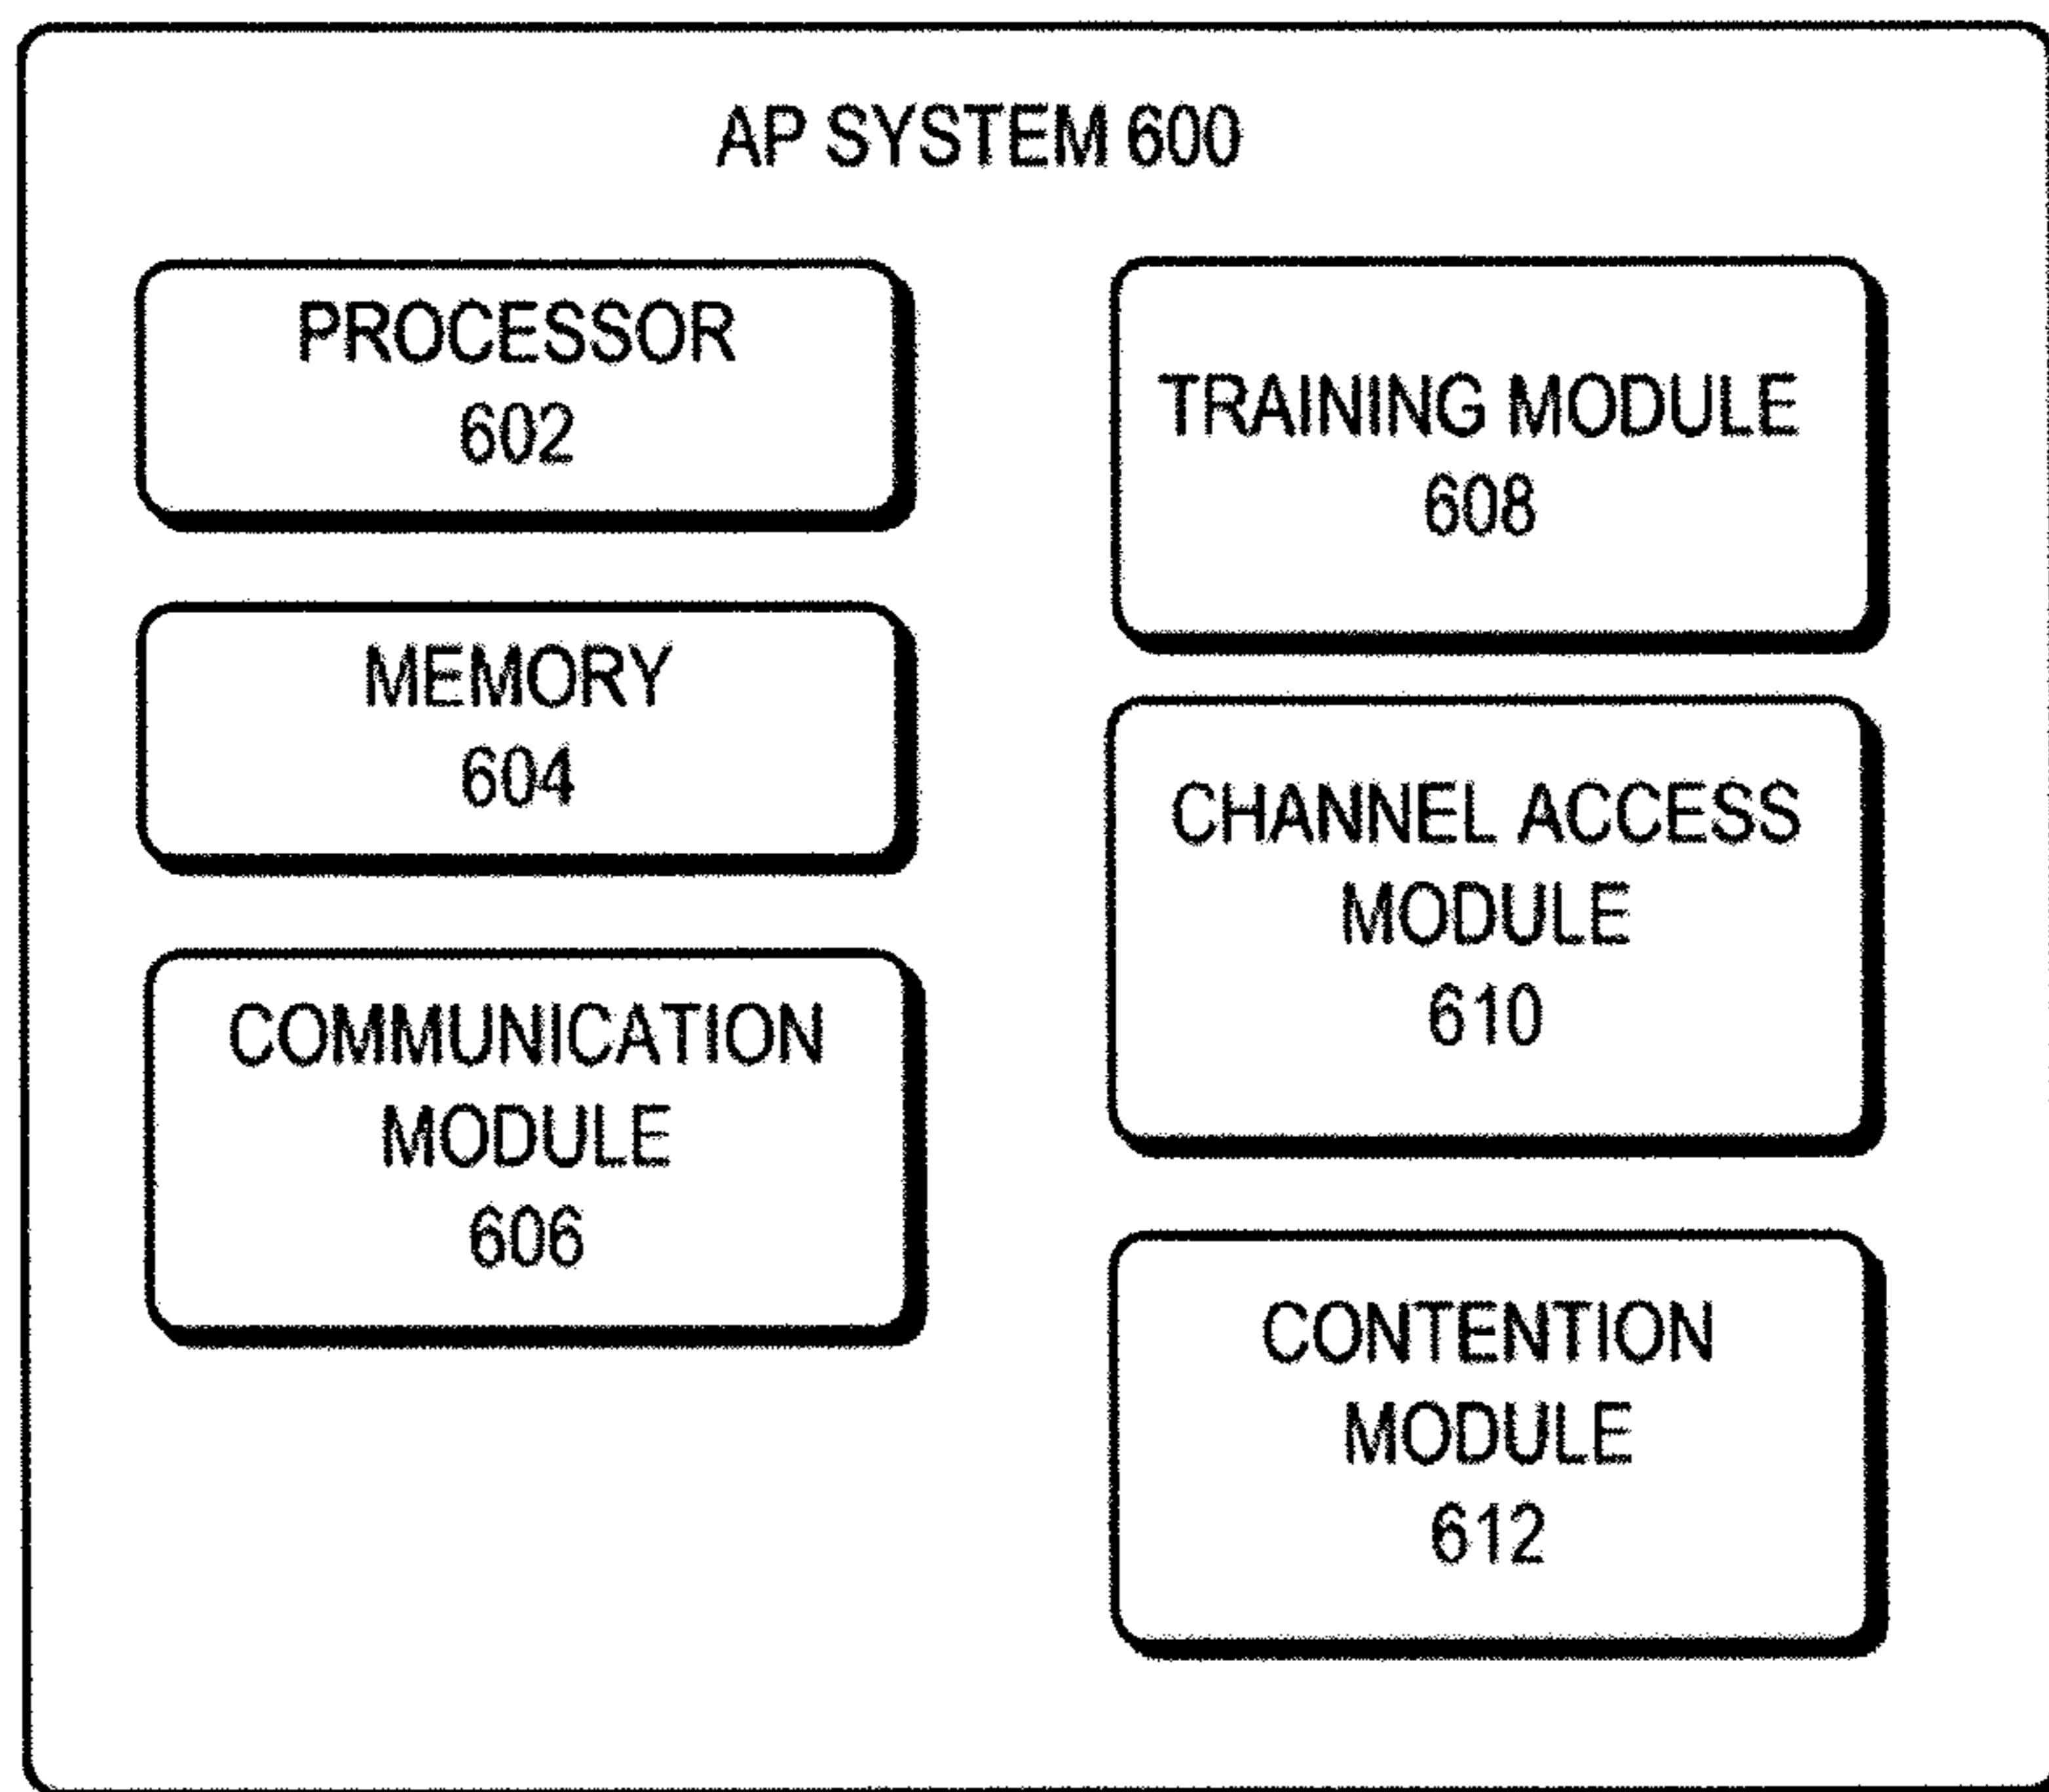 AP SYSTEM 600
PROCESSOR
602
MEMORY
604
COMMUNICATION
MODULE
606
TRAINING MODULE
608
CHANNEL ACCESS
MODULE
610
CONTENTION
MODULE
612